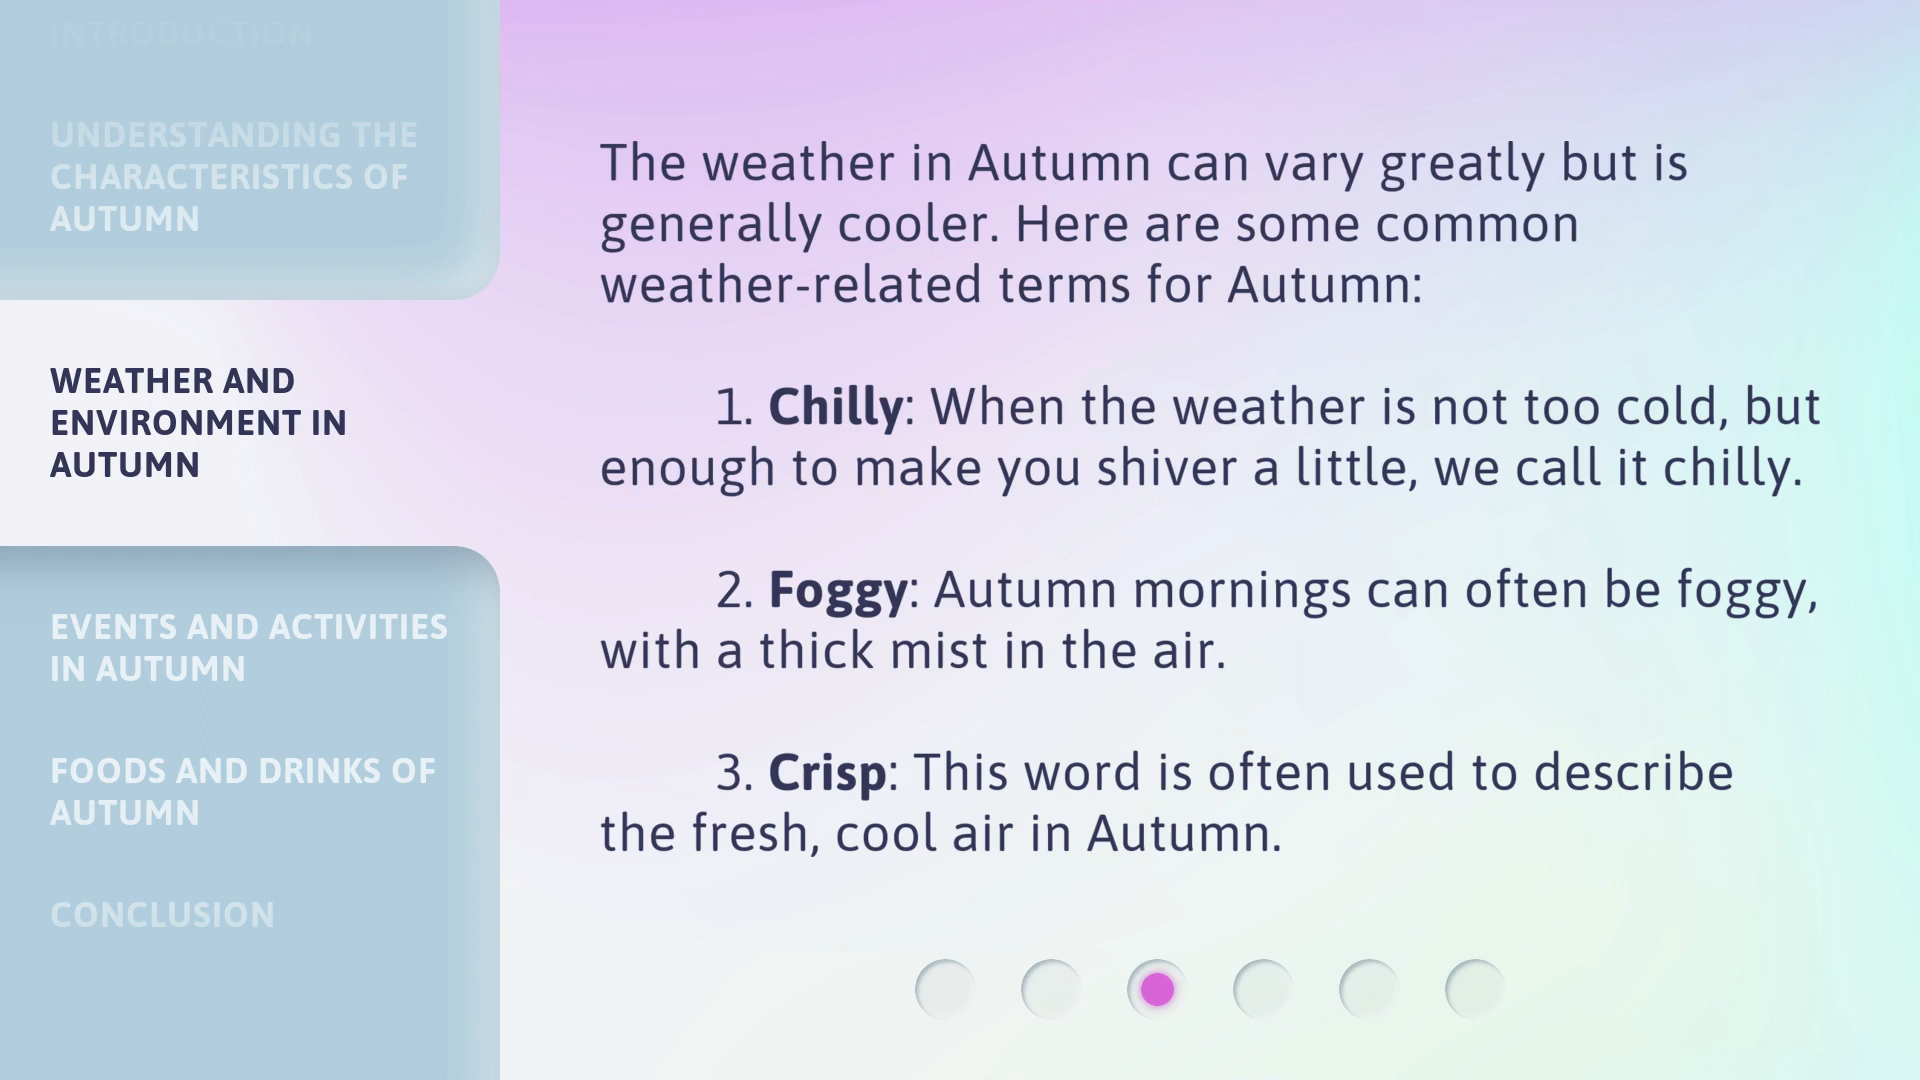 INTRODUCTION
UNDERSTANDING THE
CHARACTERISTICS OF
AUTUMN
WEATHER AND
ENVIRONMENT IN
AUTUMN
EVENTS AND ACTIVITIES
IN AUTUMN
FOODS AND DRINKS OF
AUTUMN
CONCLUSION
The weather in Autumn can vary greatly but is
generally cooler. Here are some common
weather-related terms for Autumn:
1. Chilly: When the weather is not too cold, but
enough to make you shiver a little, we call it chilly.
2. Foggy: Autumn mornings can often be foggy,
with a thick mist in the air.
3. Crisp: This word is often used to describe
the fresh, cool air in Autumn.